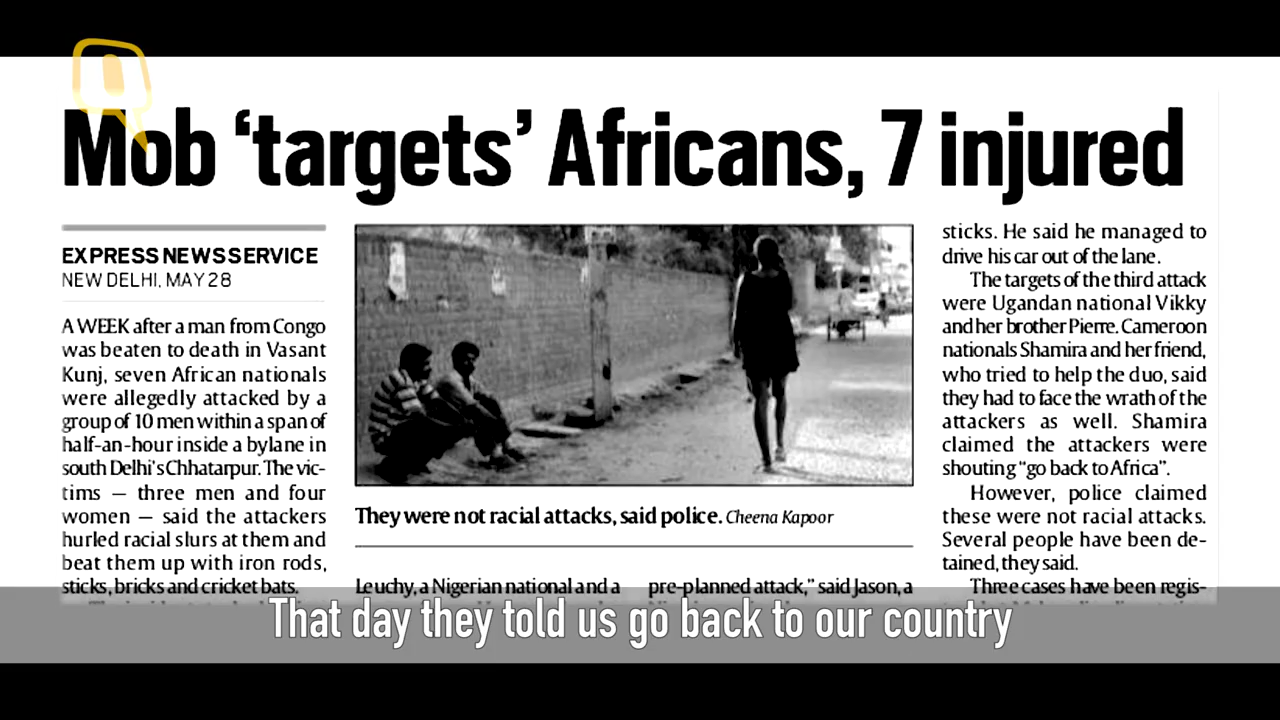 Mob ‘targets’ Africans, 7 injured
EXPRESS NEWS SERVICE
NEW DELHI, MAY 28
A WEEK after a man from Congo
was beaten to death in Vasant
Kunj, seven African nationals
were allegedly attacked by a
group of 10 men within a span of
half-an-hour inside a bylane in
south Delhi's Chhatarpur. The vic-
tims — three men and four
women — said the attackers
hurled racial slurs at them and
beat them up with iron rods,
sticks, bricks and cricket bats.
They were not racial attacks, said police. Cheena Kapoor
Leuchy, a Nigerian national and a
pre-planned attack,” said Jason, a
sticks. He said he managed to
drive his car out of the lane.
The targets of the third attack
were Ugandan national Vikky
and her brother Pierre. Cameroon
nationals Shamira and her friend,
who tried to help the duo, said
they had to face the wrath of the
attackers as well. Shamira
claimed the attackers were
shouting “go back to Africa”.
However, police claimed
these were not racial attacks.
Several people have been de-
tained, they said.
Three cases have been regis-
That day they told us go back to our country